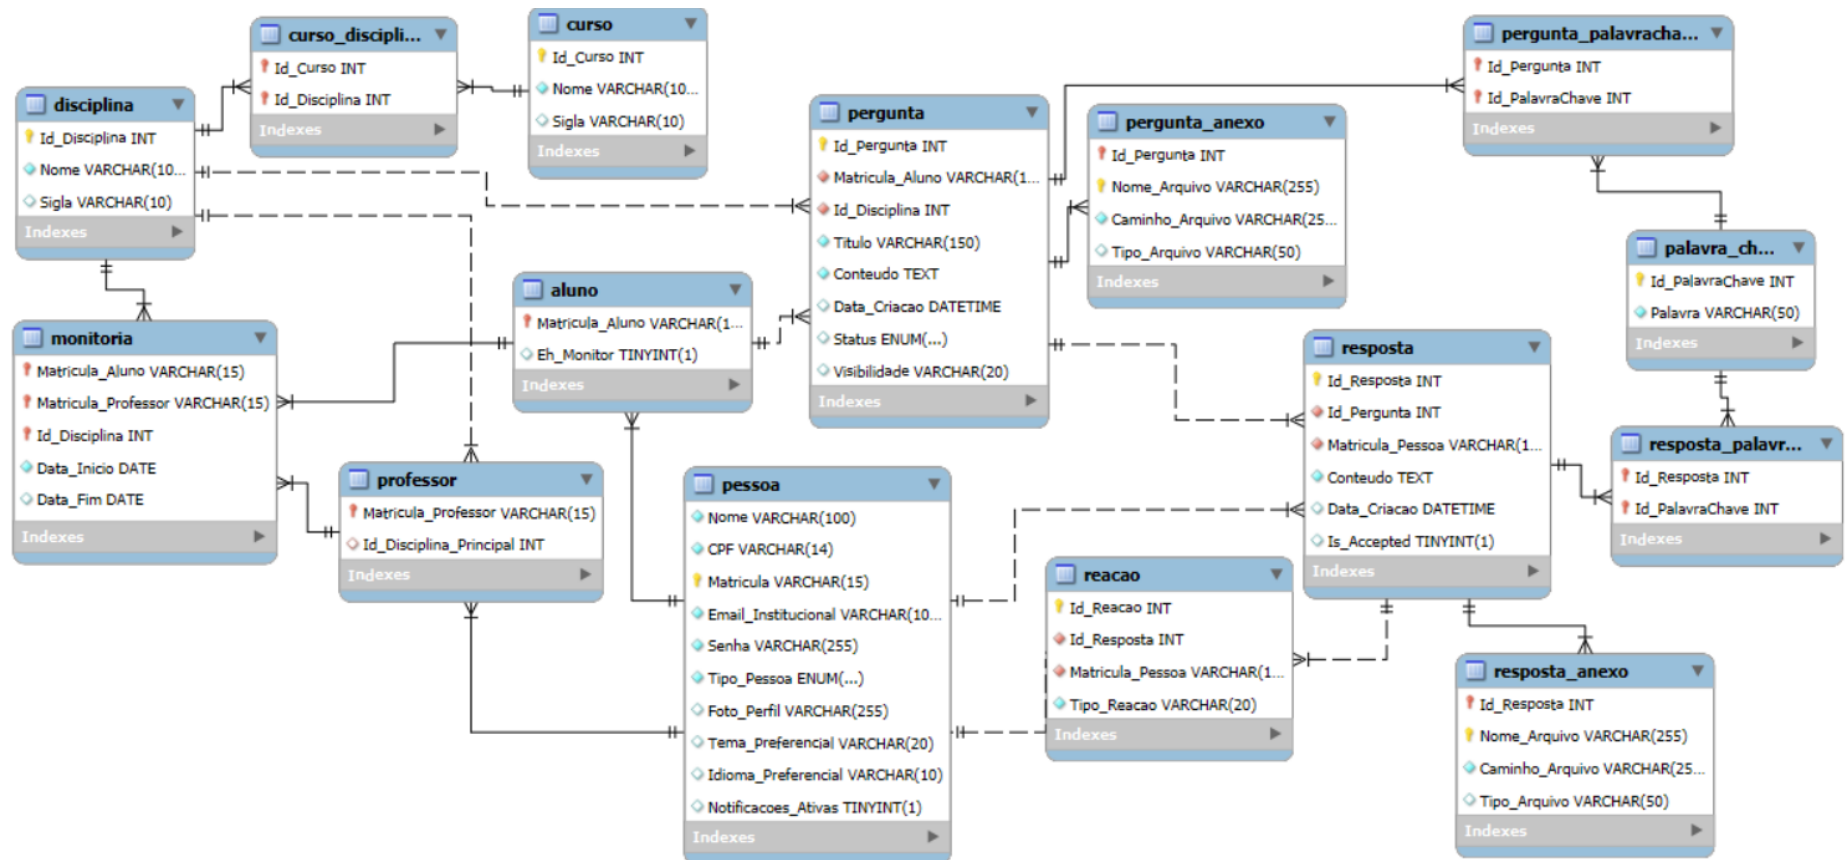 curso_discipli...
Id_Curso INT
Id_Disciplina INT
Indexes
curso
Id_Curso INT
Nome VARCHAR(10...
Sigla VARCHAR(10)
Indexes
pergunta_palavracha...
Id_Pergunta INT
Id_PalavraChave INT
Indexes
disciplina
Id_Disciplina INT
Nome VARCHAR(10...
Sigla VARCHAR(10)
Indexes
pergunta
Id_Pergunta INT
Matricula_Aluno VARCHAR(1...
Id_Disciplina INT
Titulo VARCHAR(150)
Conteudo TEXT
Data_Criacao DATETIME
Status ENUM(...)
Visibilidade VARCHAR(20)
Indexes
pergunta_anexo
Id_Pergunta INT
Nome_Arquivo VARCHAR(255)
Caminho_Arquivo VARCHAR(25...
Tipo_Arquivo VARCHAR(50)
Indexes
palavra_ch...
Id_PalavraChave INT
Palavra VARCHAR(50)
Indexes
aluno
Matricula_Aluno VARCHAR(1...
Eh_Monitor TINYINT(1)
Indexes
monitoria
Matricula_Aluno VARCHAR(15)
Matricula_Professor VARCHAR(15)
Id_Disciplina INT
Data_Inicio DATE
Data_Fim DATE
Indexes
resposta
Id_Resposta INT
Id_Pergunta INT
Matricula_Pessoa VARCHAR(1...
Conteudo TEXT
Data_Criacao DATETIME
Is_Accepted TINYINT(1)
Indexes
resposta_palavr...
Id_Resposta INT
Id_PalavraChave INT
Indexes
professor
Matricula_Professor VARCHAR(15)
Id_Disciplina_Principal INT
Indexes
pessoa
Nome VARCHAR(100)
CPF VARCHAR(14)
Matricula VARCHAR(15)
Email_Institucional VARCHAR(10...
Senha VARCHAR(255)
Tipo_Pessoa ENUM(...)
Foto_Perfil VARCHAR(255)
Tema_Preferencial VARCHAR(20)
Idioma_Preferencial VARCHAR(10)
Notificacoes_Ativas TINYINT(1)
Indexes
reacao
Id_Reacao INT
Id_Resposta INT
Matricula_Pessoa VARCHAR(1...
Tipo_Reacao VARCHAR(20)
Indexes
resposta_anexo
Id_Resposta INT
Nome_Arquivo VARCHAR(255)
Caminho_Arquivo VARCHAR(25...
Tipo_Arquivo VARCHAR(50)
Indexes